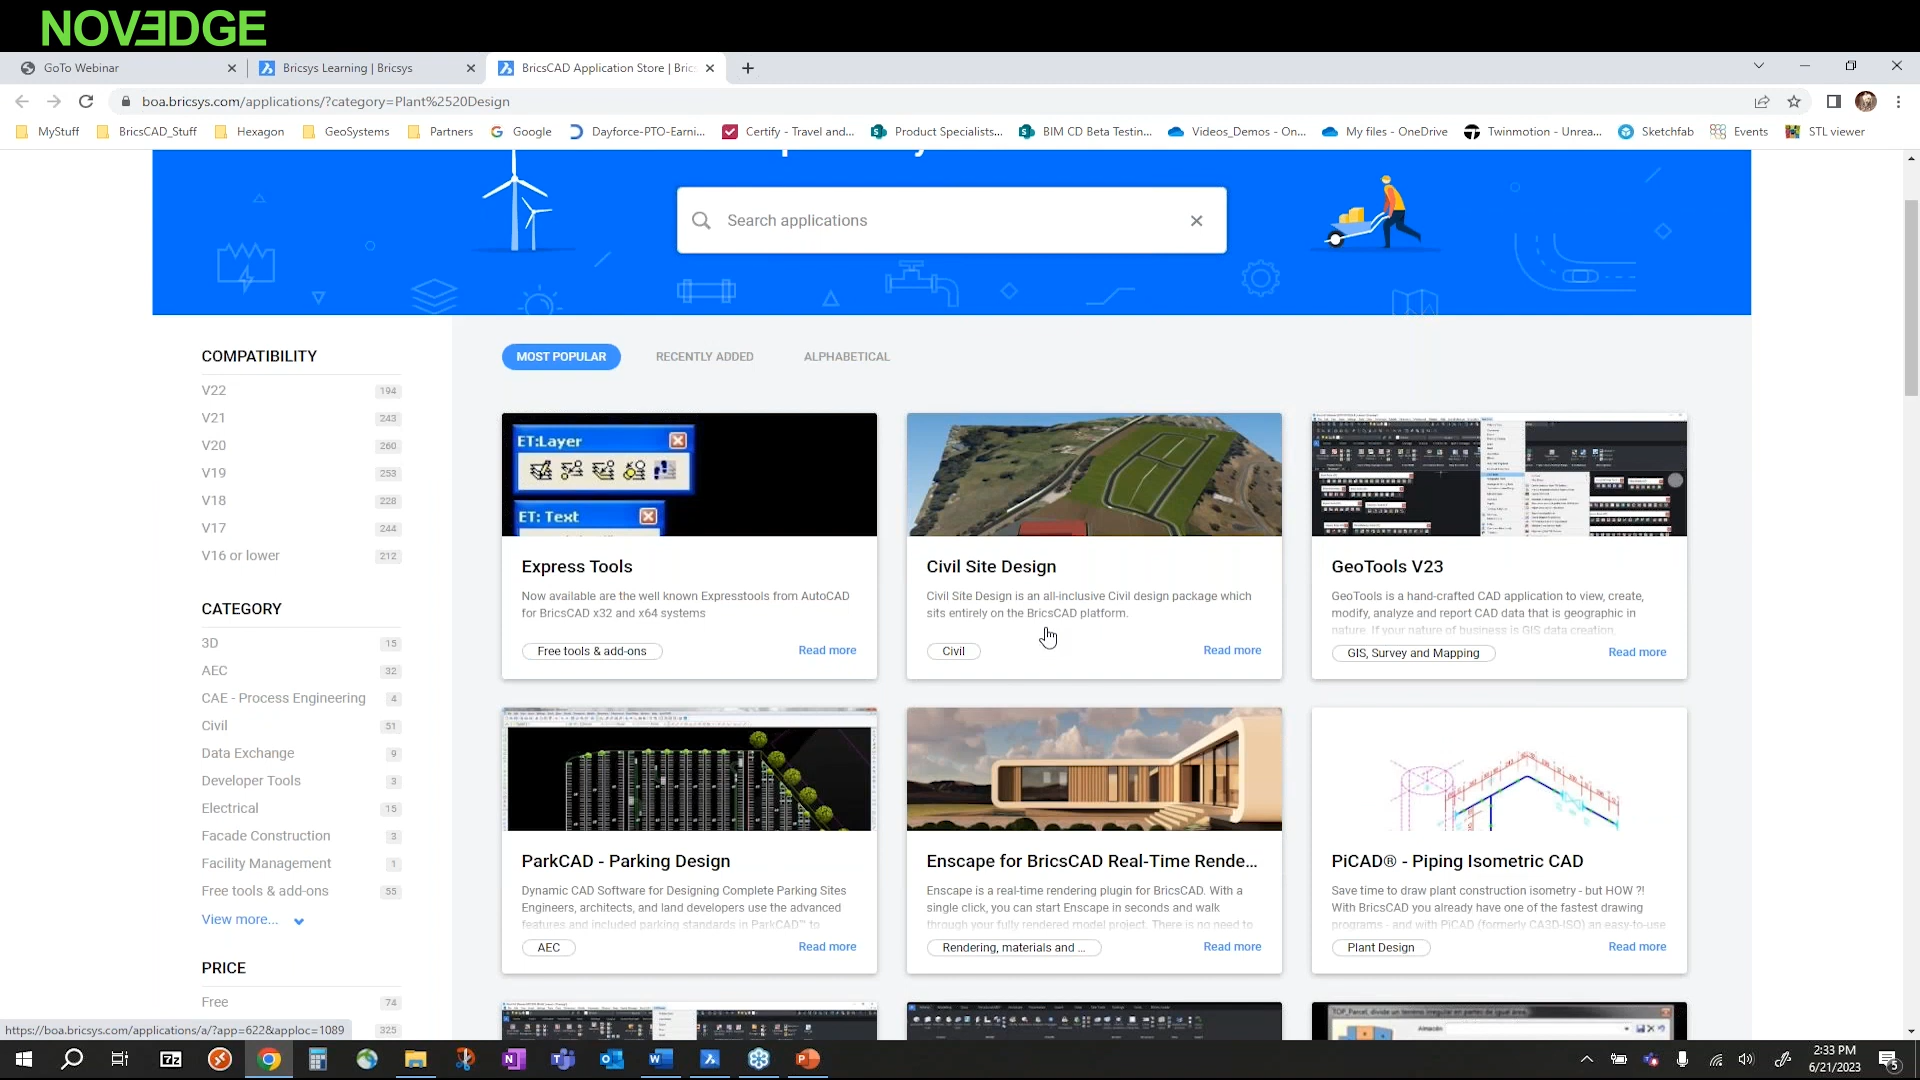 NOVEDGE
GoTo Webinar
Bricsys Learning | Bricsys
BricsCAD Application Store | Bric
boa.bricsys.com/applications/?category=Plant%2520Design
MyStuff
BricsCAD_Stuff
Hexagon
GeoSystems
Partners
Google
Dayforce-PTO-Earni...
Certify - Travel and...
Product Specialists...
BIM CD Beta Testin...
Videos_Demos - On...
My files - OneDrive
Twinmotion - Unrea...
Sketchfab
Events
STL viewer
Search applications
COMPATIBILITY
V22 194
V21 243
V20 260
V19 253
V18 228
V17 244
V16 or lower 212
CATEGORY
3D 15
AEC 32
CAE - Process Engineering 4
Civil 51
Data Exchange 9
Developer Tools 3
Electrical 15
Facade Construction 3
Facility Management 1
Free tools & add-ons 55
View more...
PRICE
Free 74
325
MOST POPULAR
RECENTLY ADDED
ALPHABETICAL
ET:Layer
ET: Text
Express Tools
Now available are the well known Expresstools from AutoCAD
for BricsCAD x32 and x64 systems
Free tools & add-ons
Read more
Civil Site Design
Civil Site Design is an all-inclusive Civil design package which
sits entirely on the BricsCAD platform.
Civil
Read more
GeoTools V23
GeoTools is a hand-crafted CAD application to view, create,
modify, analyze and report CAD data that is geographic in
nature. If your nature of business is GIS data creation,
GIS, Survey and Mapping
Read more
ParkCAD - Parking Design
Dynamic CAD Software for Designing Complete Parking Sites
Engineers, architects, and land developers use the advanced
features and included parking standards in ParkCAD™ to
AEC
Read more
Enscape for BricsCAD Real-Time Rende...
Enscape is a real-time rendering plugin for BricsCAD. With a
single click, you can start Enscape in seconds and walk
through your fully rendered model project. There is no need to
Rendering, materials and ...
Read more
PiCAD® - Piping Isometric CAD
Save time to draw plant construction isometry - but HOW ?!
With BricsCAD you already have one of the fastest drawing
programs - and with PiCAD (formerly CA3D-ISO) an easy-to-use
Plant Design
Read more
TOP_Parcel, divide un terreno irregular en partes de igual área.
Almacén
https://boa.bricsys.com/applications/a/?app=622&apploc=1089
2:33 PM
6/21/2023
5